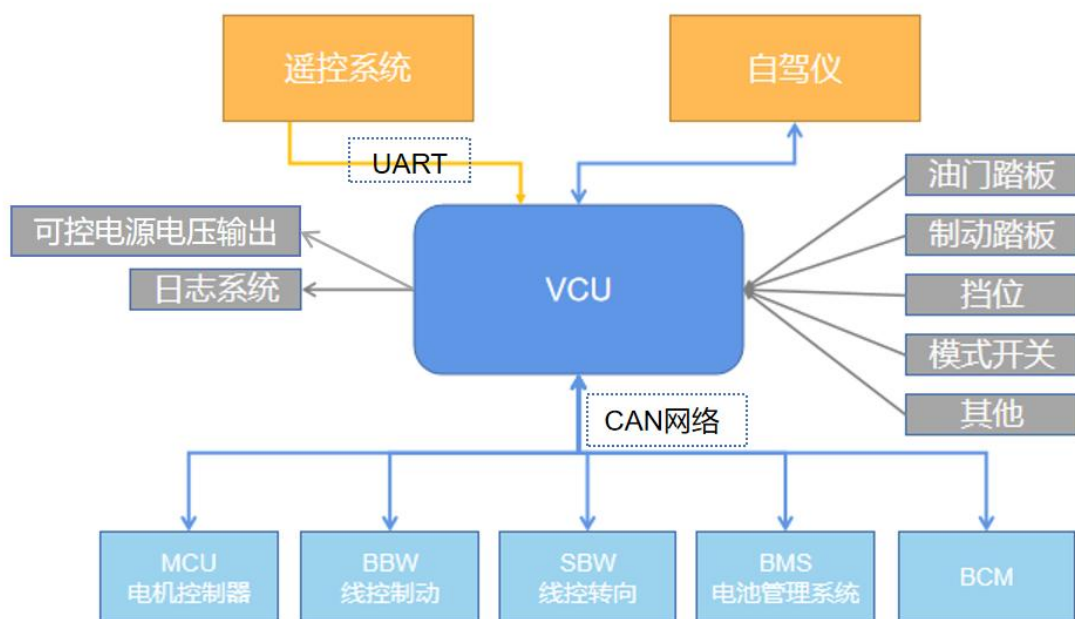 遥控系统
自驾仪
UART
油门踏板
可控电源电压输出
制动踏板
日志系统
VCU
挡位
模式开关
其他
CAN网络
MCU
电机控制器
BBW
线控制动
SBW
线控转向
BMS
电池管理系统
BCM